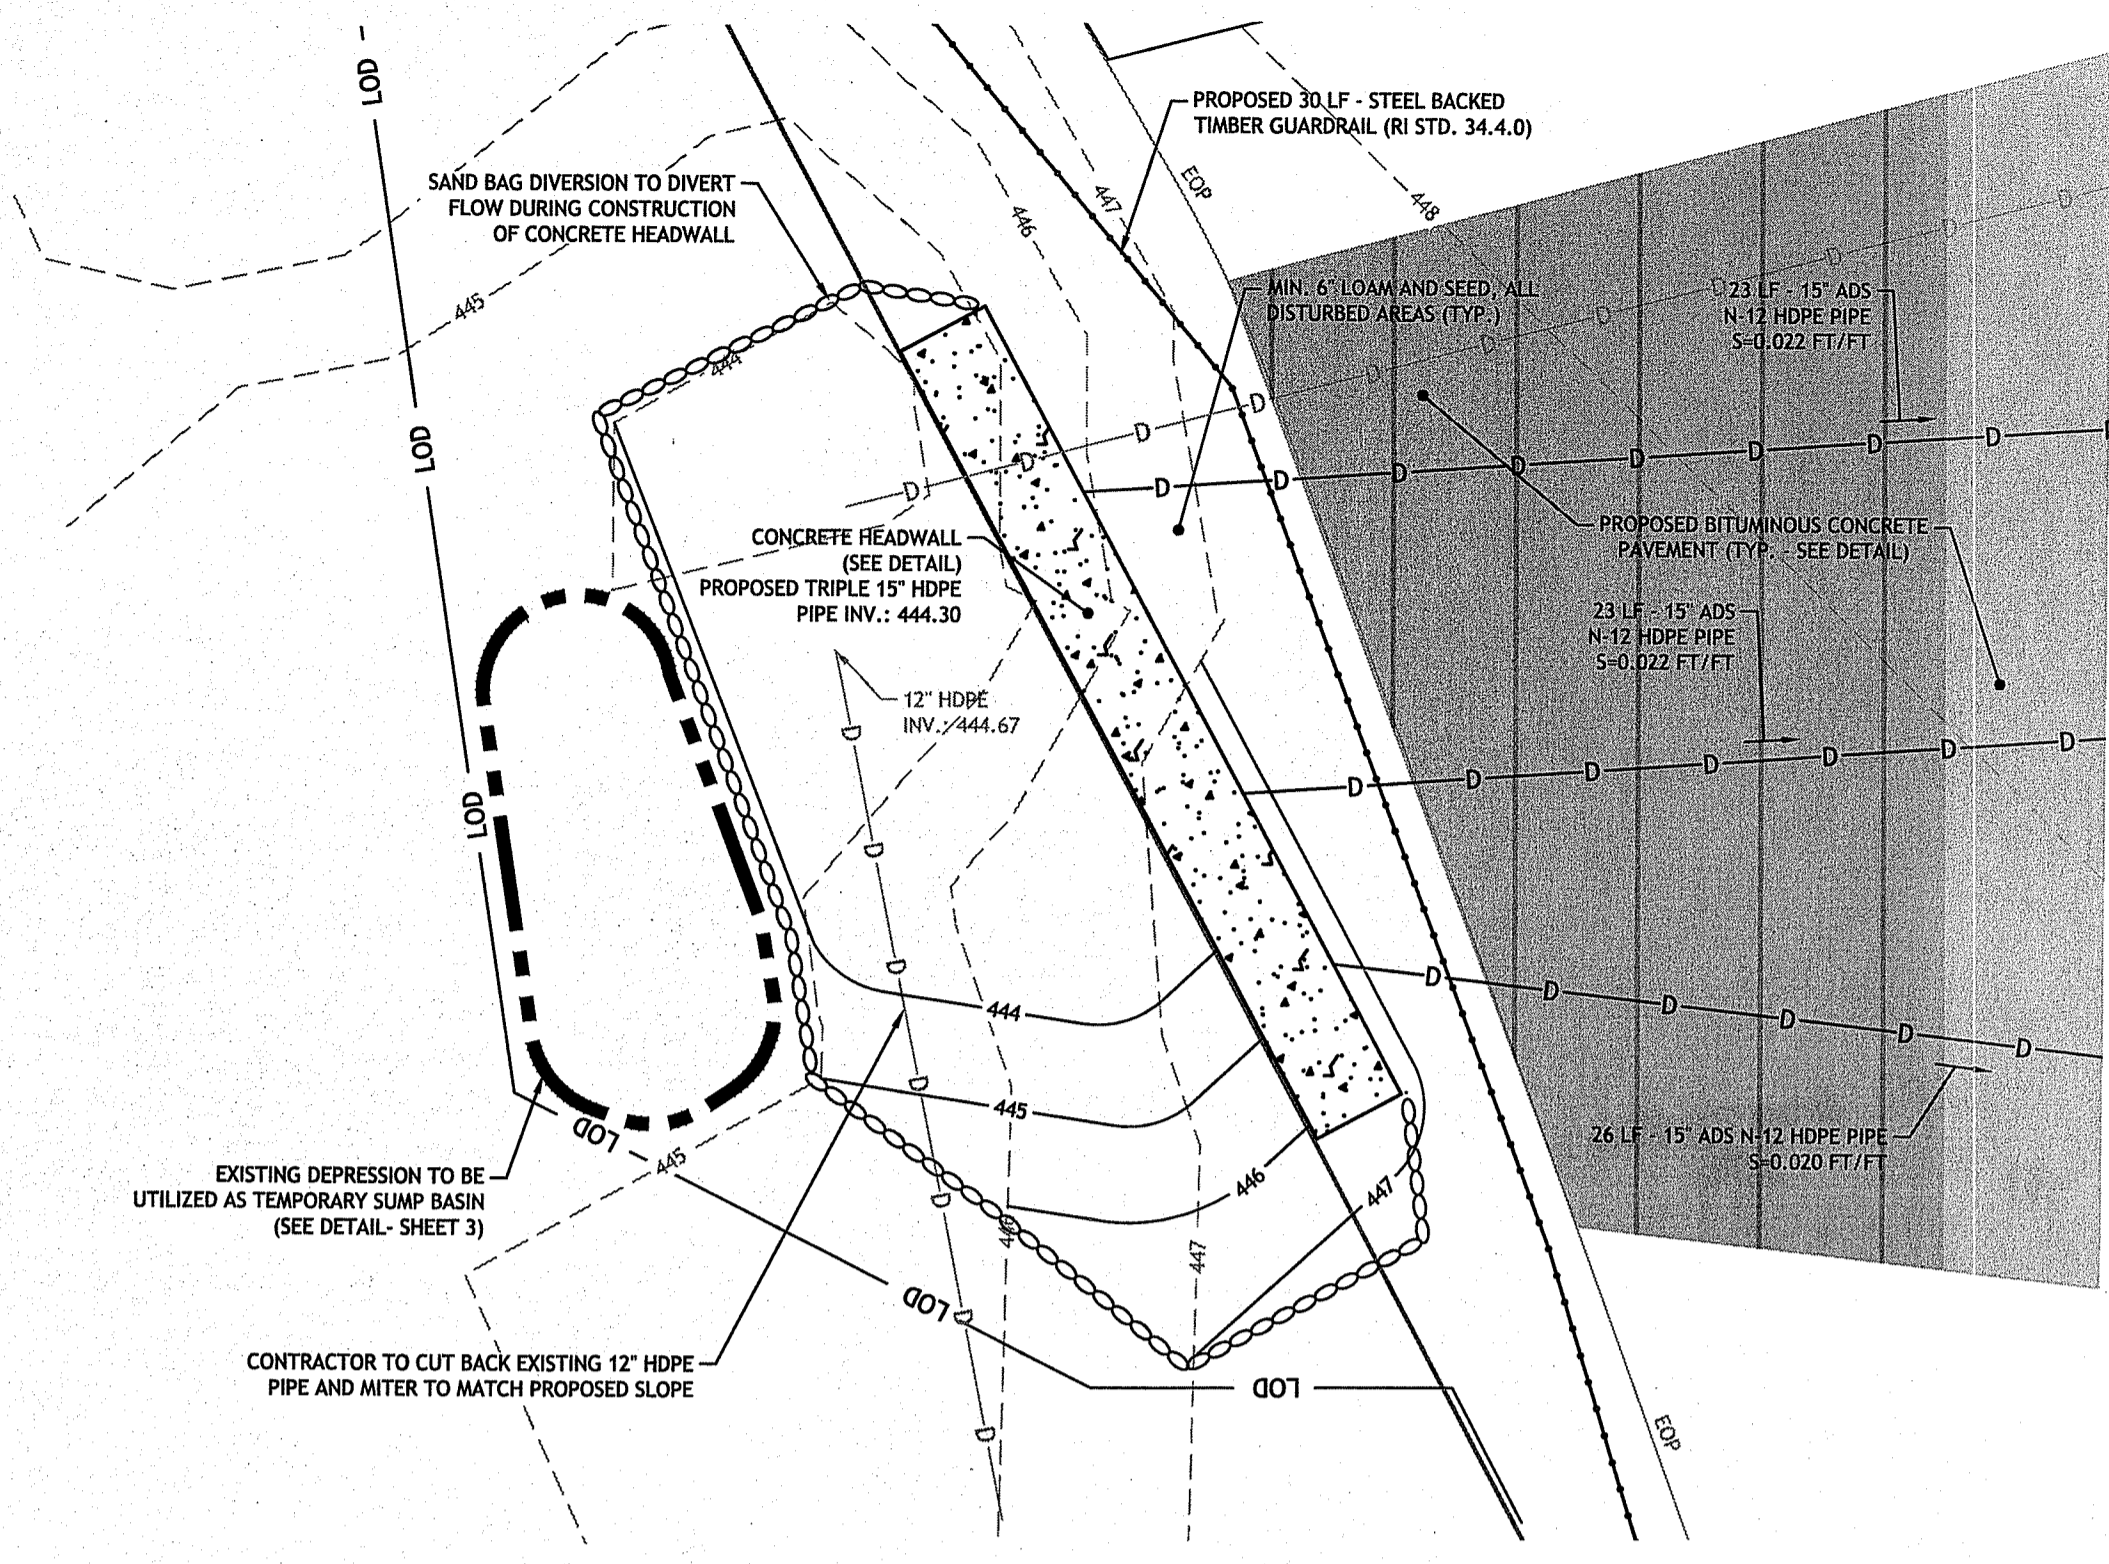 LOD
PROPOSED 30 LF - STEEL BACKED
TIMBER GUARDRAIL (RI STD. 34.4.0)
SAND BAG DIVERSION TO DIVERT
FLOW DURING CONSTRUCTION
OF CONCRETE HEADWALL
EOP
447
446
448
D
D
D
D
D
D
D
D
D
D
D
MIN. 6" LOAM AND SEED, ALL
DISTURBED AREAS (TYP.)
23 LF - 15" ADS
N-12 HDPE PIPE
S=0.022 FT/FT
445
444
LOD
D
D
D
D
D
D
D
D
CONCRETE HEADWALL
(SEE DETAIL)
PROPOSED TRIPLE 15" HDPE
PIPE INV.: 444.30
PROPOSED BITUMINOUS CONCRETE
PAVEMENT (TYP. - SEE DETAIL)
23 LF - 15" ADS
N-12 HDPE PIPE
S=0.022 FT/FT
12" HDPE
INV.: 444.67
D
D
D
D
D
D
D
D
D
D
D
D
D
LOD
D
D
D
D
D
D
444
445
446
447
26 LF - 15" ADS N-12 HDPE PIPE
S=0.020 FT/FT
LOD
445
EXISTING DEPRESSION TO BE
UTILIZED AS TEMPORARY SUMP BASIN
(SEE DETAIL- SHEET 3)
446
447
LOD
CONTRACTOR TO CUT BACK EXISTING 12" HDPE
PIPE AND MITER TO MATCH PROPOSED SLOPE
LOD
EOP